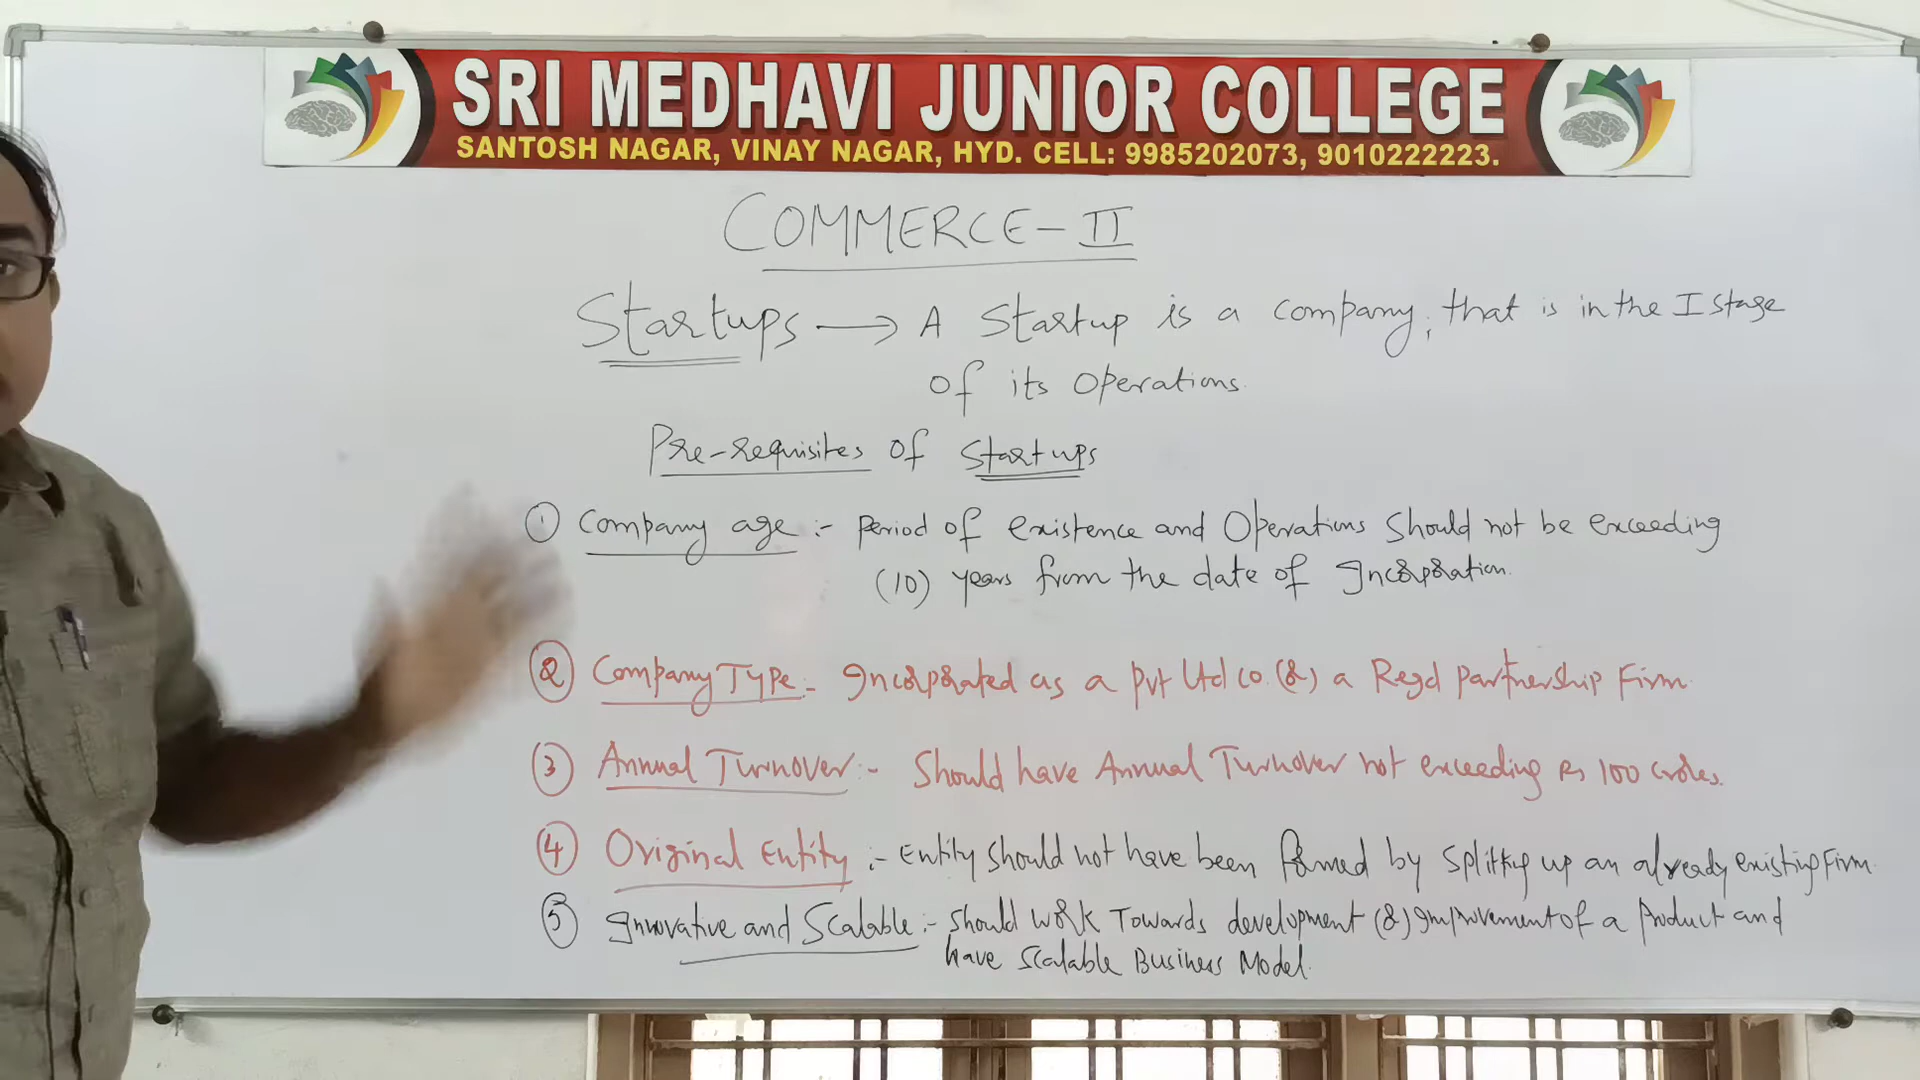 SRI MEDHAVI JUNIOR COLLEGE
SANTOSH NAGAR, VINAY NAGAR, HYD. CELL: 9985202073, 9010222223.
COMMERCE-II
Startups → A Startup is a company, that is in the I stage
of its Operations.
Pre-requisites of Startups
① Company age :- Period of existence and Operations Should not be exceeding
(10) years from the date of Incorporation.
② Company Type - Incorporated as a Pvt Ltd co. (or) a Regd Partnership Firm
③ Annual Turnover :- Should have Annual Turnover not exceeding Rs 100 crores.
④ Original Entity :- Entity should not have been formed by splitting up an already existing Firm.
⑤ Innovative and Scalable :- Should work Towards development (or) Improvement of a Product and
have Scalable Business Model.